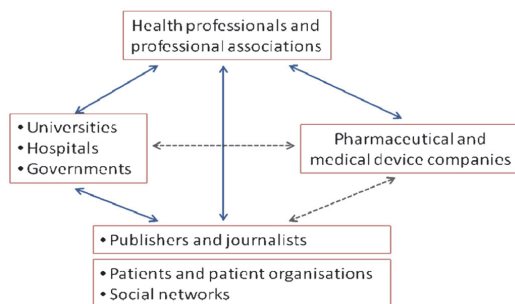 Health professionals and
professional associations
• Universities
• Hospitals
• Governments
Pharmaceutical and
medical device companies
• Publishers and journalists
• Patients and patient organisations
• Social networks